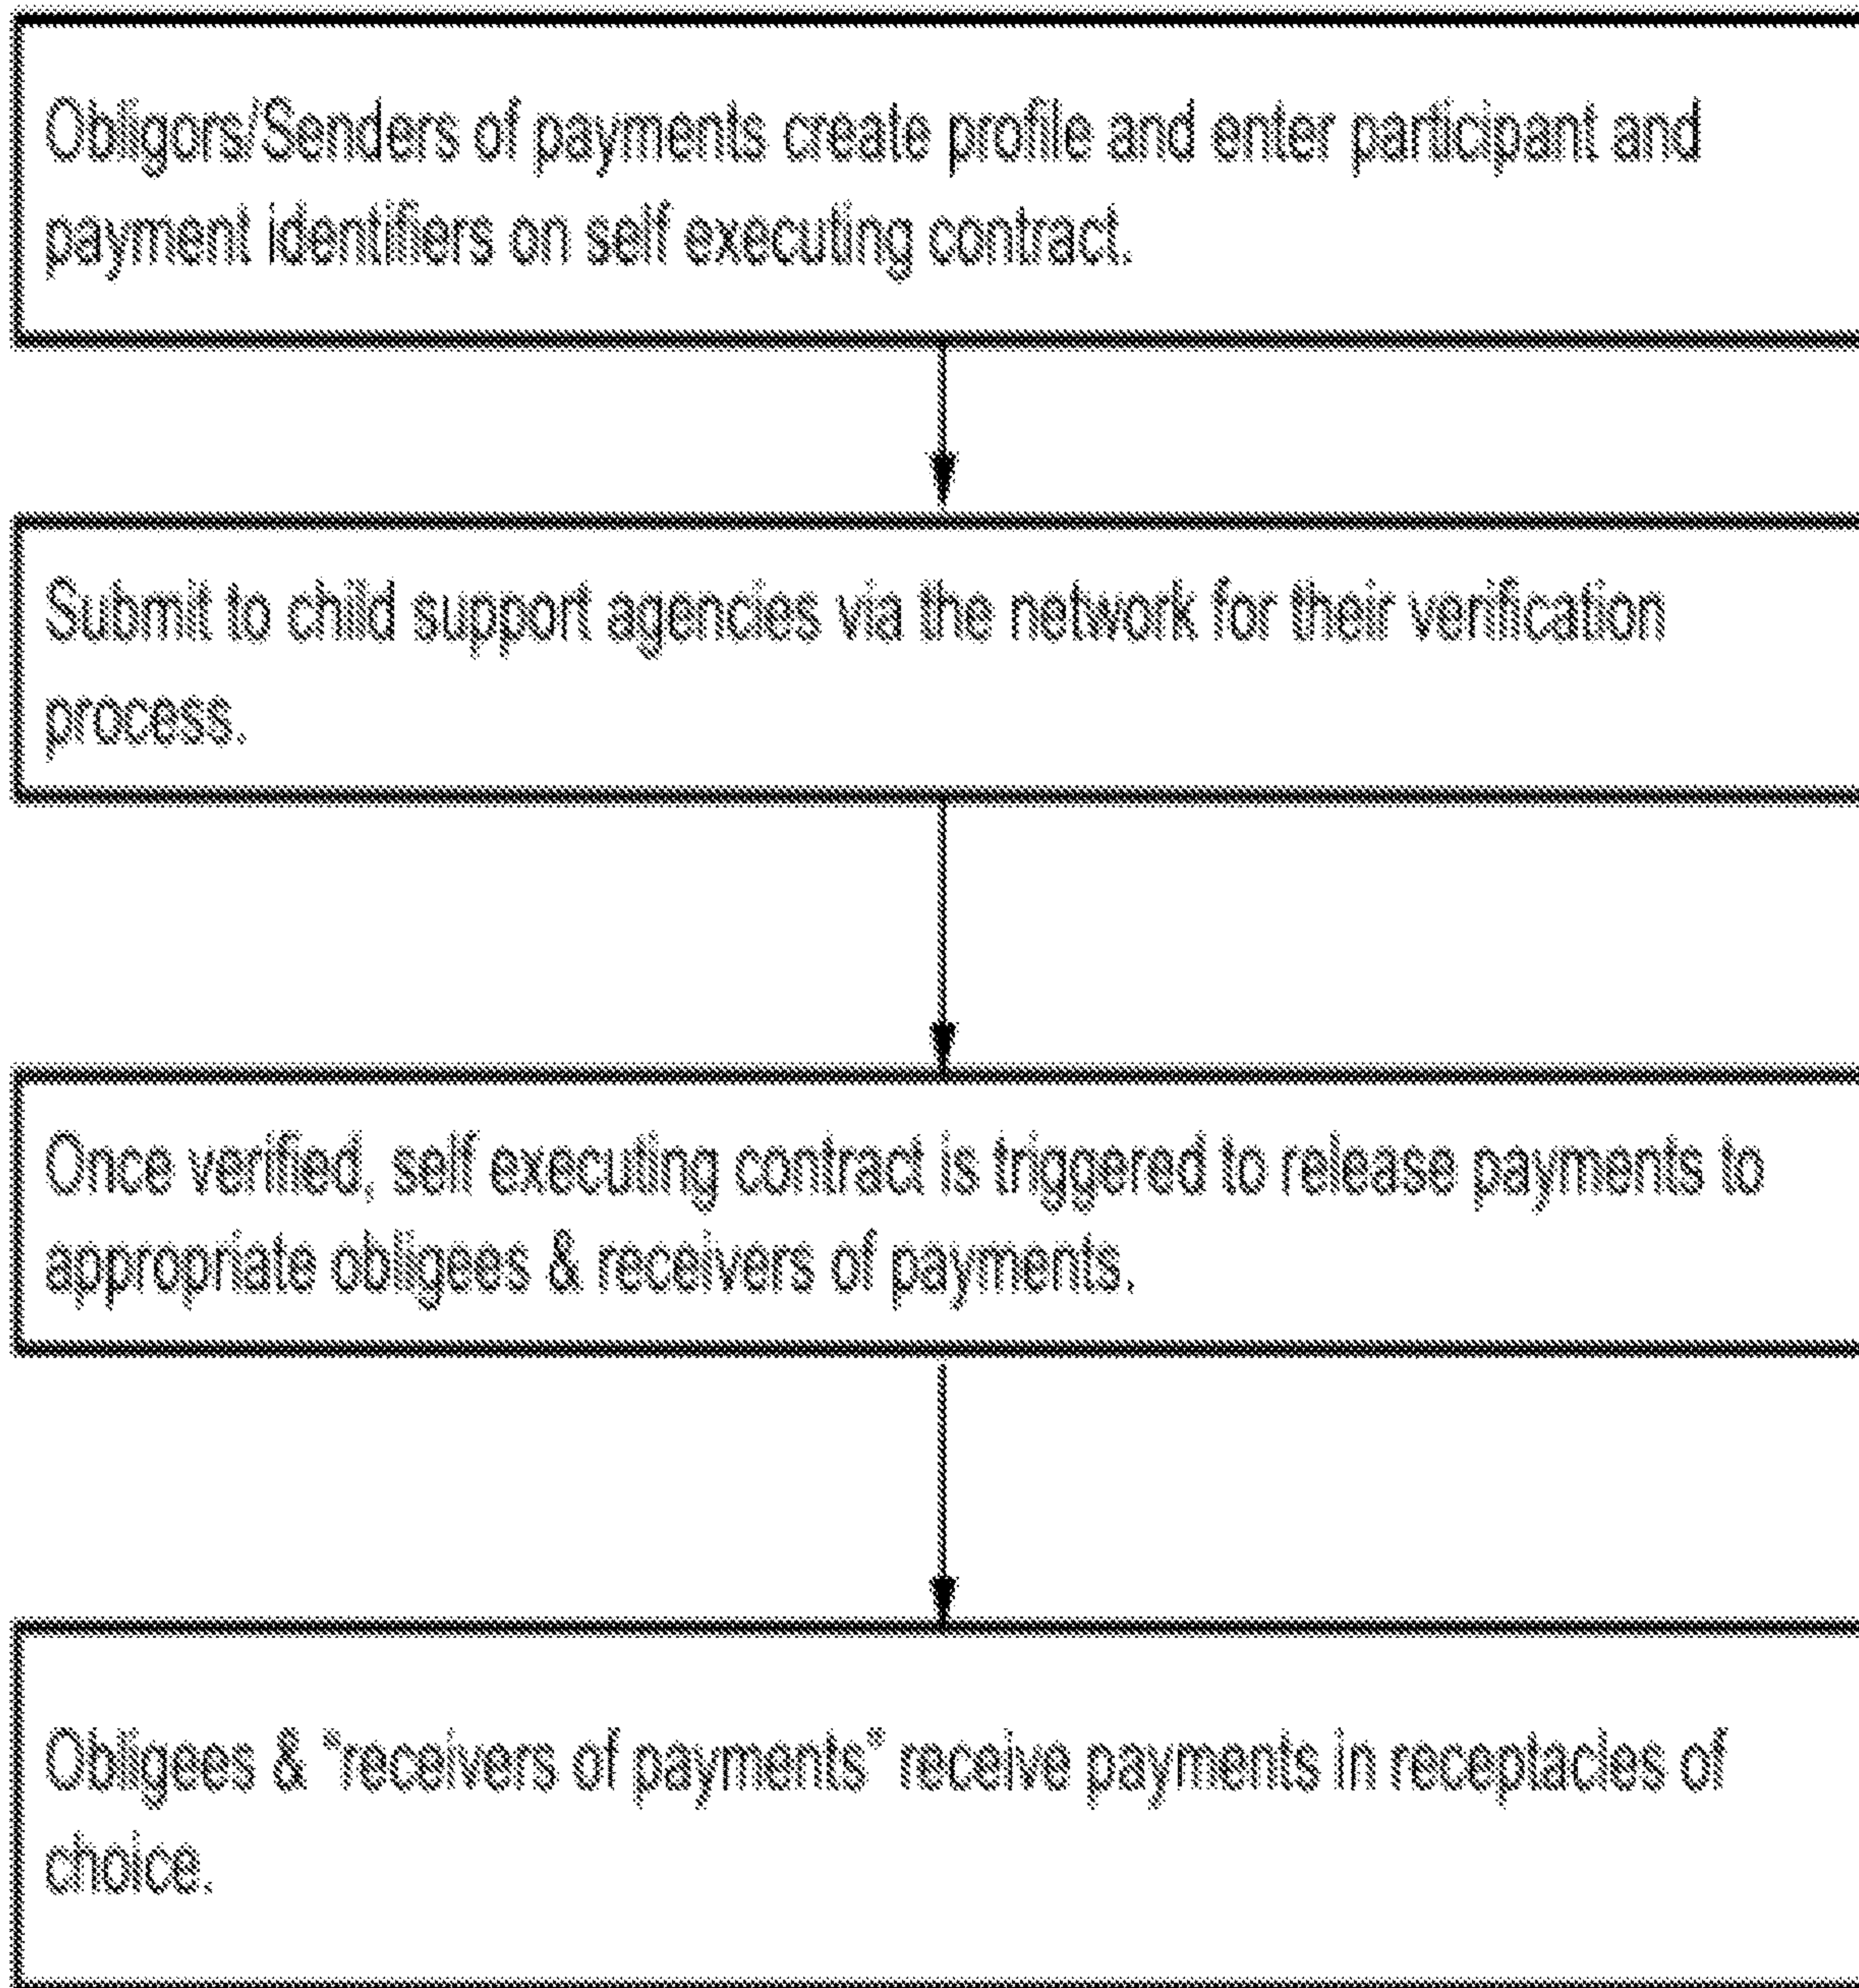 Obligors/Senders of payments create profile and enter participant and
payment identifiers on self executing contract.
Submit to child support agencies via the network for their verification
process.
Once verified, self executing contract is triggered to release payments to
appropriate obligees & receivers of payments.
Obligees & "receivers of payments" receive payments in receptacles of
choice.